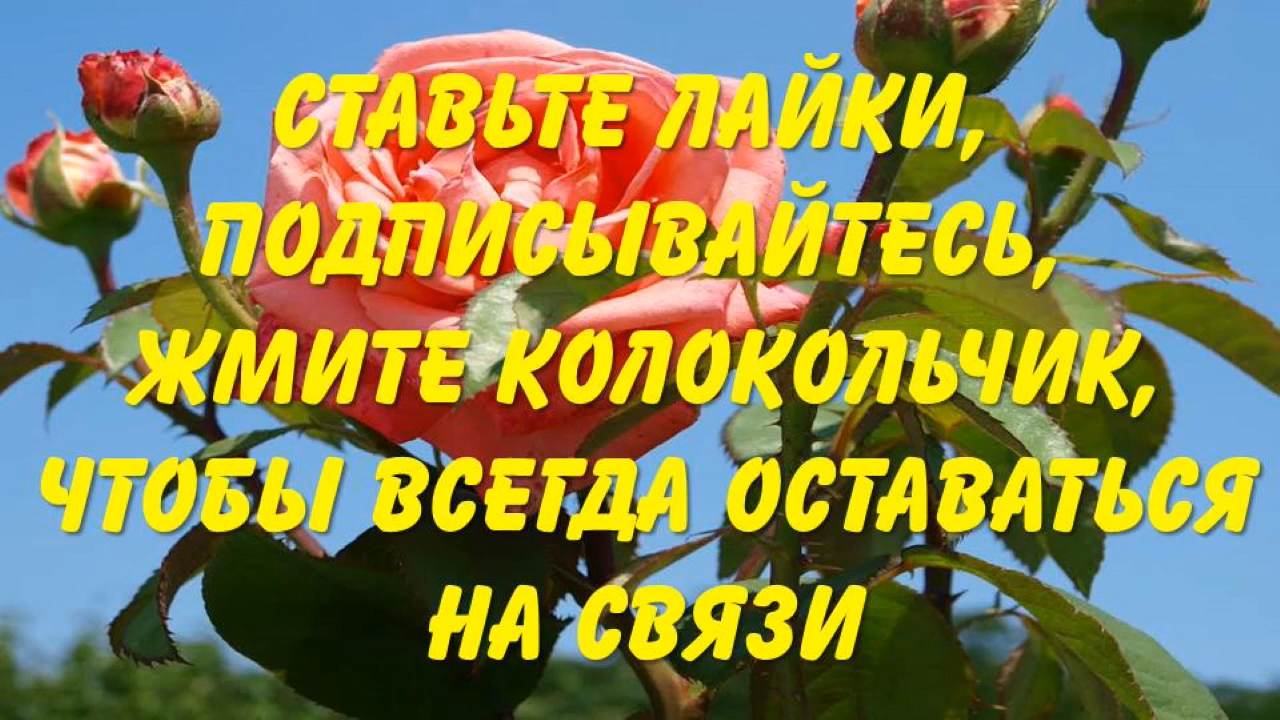 СТАВЬТЕ ЛАЙКИ,
ПОДПИСЫВАЙТЕСЬ,
ЖМИТЕ КОЛОКОЛЬЧИК,
ЧТОБЫ ВСЕГДА ОСТАВАТЬСЯ
НА СВЯЗИ